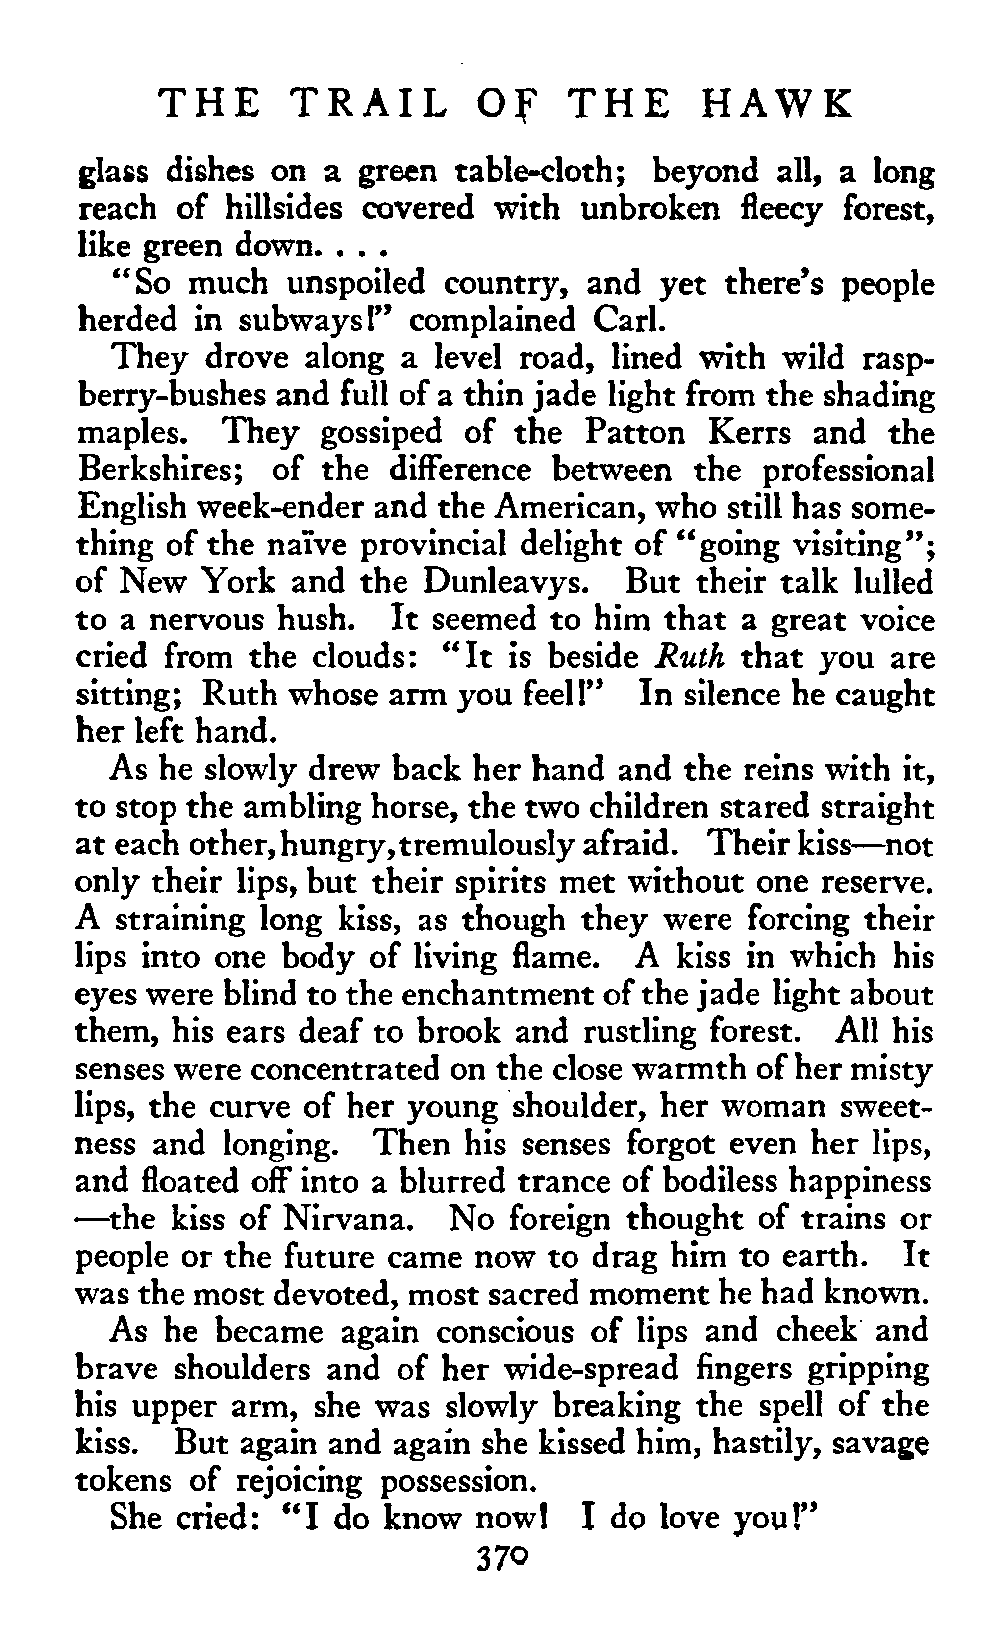 THE TRAIL OF THE HAWK
glass dishes on a green table-cloth; beyond all, a long
reach of hillsides covered with unbroken fleecy forest,
like green down. . . .
"So much unspoiled country, and yet there's people
herded in subways!" complained Carl.
They drove along a level road, lined with wild rasp-
berry-bushes and full of a thin jade light from the shading
maples. They gossiped of the Patton Kerrs and the
Berkshires; of the difference between the professional
English week-ender and the American, who still has some-
thing of the naïve provincial delight of "going visiting";
of New York and the Dunleavys. But their talk lulled
to a nervous hush. It seemed to him that a great voice
cried from the clouds: "It is beside Ruth that you are
sitting; Ruth whose arm you feel!" In silence he caught
her left hand.
As he slowly drew back her hand and the reins with it,
to stop the ambling horse, the two children stared straight
at each other, hungry, tremulously afraid. Their kiss—not
only their lips, but their spirits met without one reserve.
A straining long kiss, as though they were forcing their
lips into one body of living flame. A kiss in which his
eyes were blind to the enchantment of the jade light about
them, his ears deaf to brook and rustling forest. All his
senses were concentrated on the close warmth of her misty
lips, the curve of her young shoulder, her woman sweet-
ness and longing. Then his senses forgot even her lips,
and floated off into a blurred trance of bodiless happiness
—the kiss of Nirvana. No foreign thought of trains or
people or the future came now to drag him to earth. It
was the most devoted, most sacred moment he had known.
As he became again conscious of lips and cheek and
brave shoulders and of her wide-spread fingers gripping
his upper arm, she was slowly breaking the spell of the
kiss. But again and again she kissed him, hastily, savage
tokens of rejoicing possession.
She cried: "I do know now! I do love you!"
370